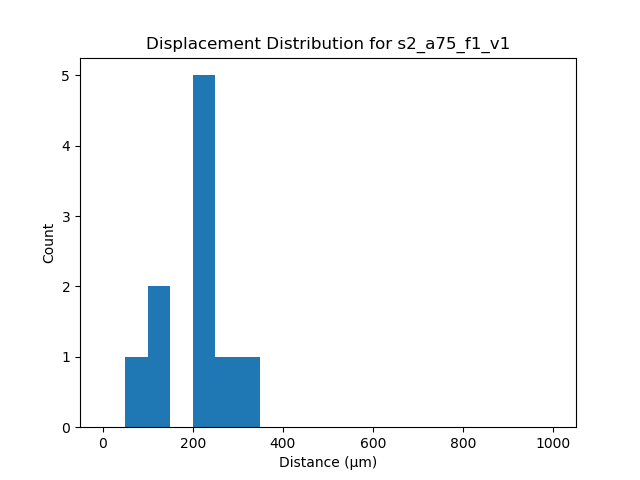 Displacement Distribution for s2_a75_f1_v1
5
4
3
2
1
0
Count
0 200 400 600 800 1000
Distance (μm)